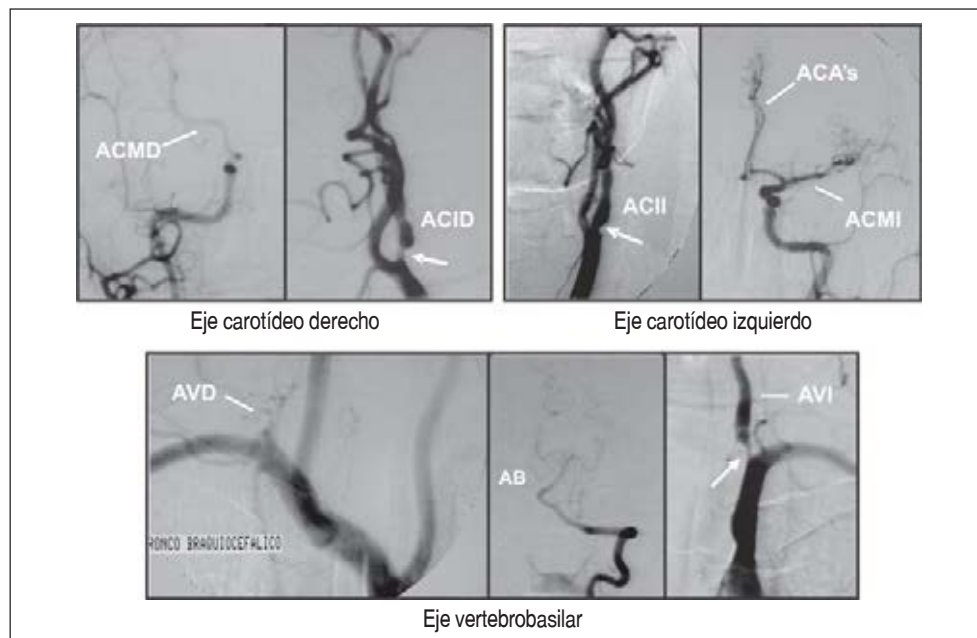 ACMD
ACID
ACII
ACA's
ACMI
Eje carotídeo derecho
Eje carotídeo izquierdo
AVD
RONCO BRAQUIOCEFALICO
AB
AVI
Eje vertebrobasilar